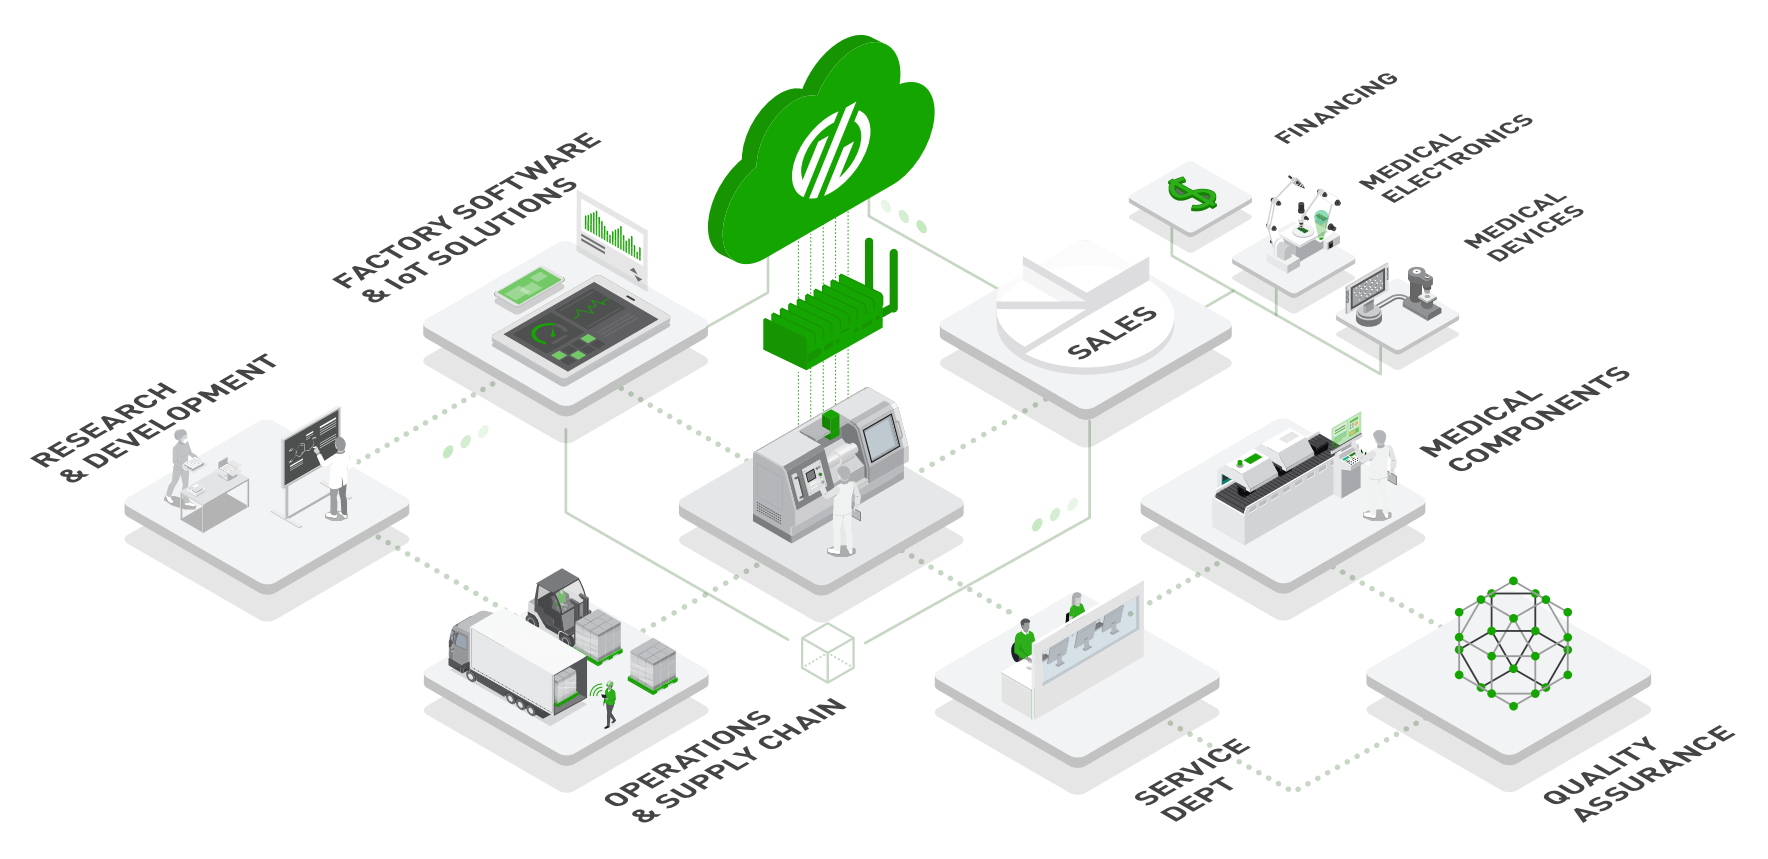 FINANCING
MEDICAL
ELECTRONICS
MEDICAL
DEVICES
FACTORY SOFTWARE
& IoT SOLUTIONS
SALES
RESEARCH
& DEVELOPMENT
MEDICAL
COMPONENTS
OPERATIONS
& SUPPLY CHAIN
SERVICE
DEPT
QUALITY
ASSURANCE